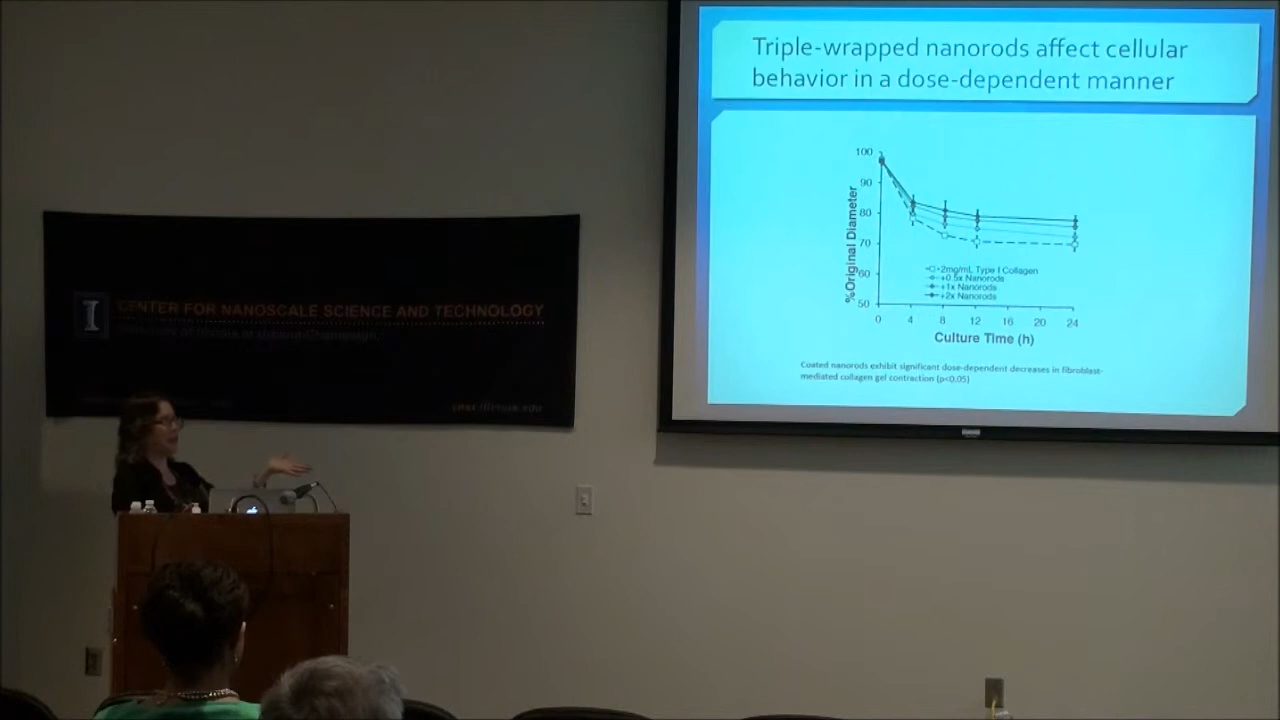 Triple-wrapped nanorods affect cellular
behavior in a dose-dependent manner
100
90
80
70
60
50
%Original Diameter
2mg/mL Type I Collagen
+0.5x Nanorods
+1x Nanorods
+2x Nanorods
0 4 8 12 16 20 24
Culture Time (h)
Coated nanorods exhibit significant dose-dependent decreases in fibroblast-
mediated collagen gel contraction (p<0.05)
I
CENTER FOR NANOSCALE SCIENCE AND TECHNOLOGY